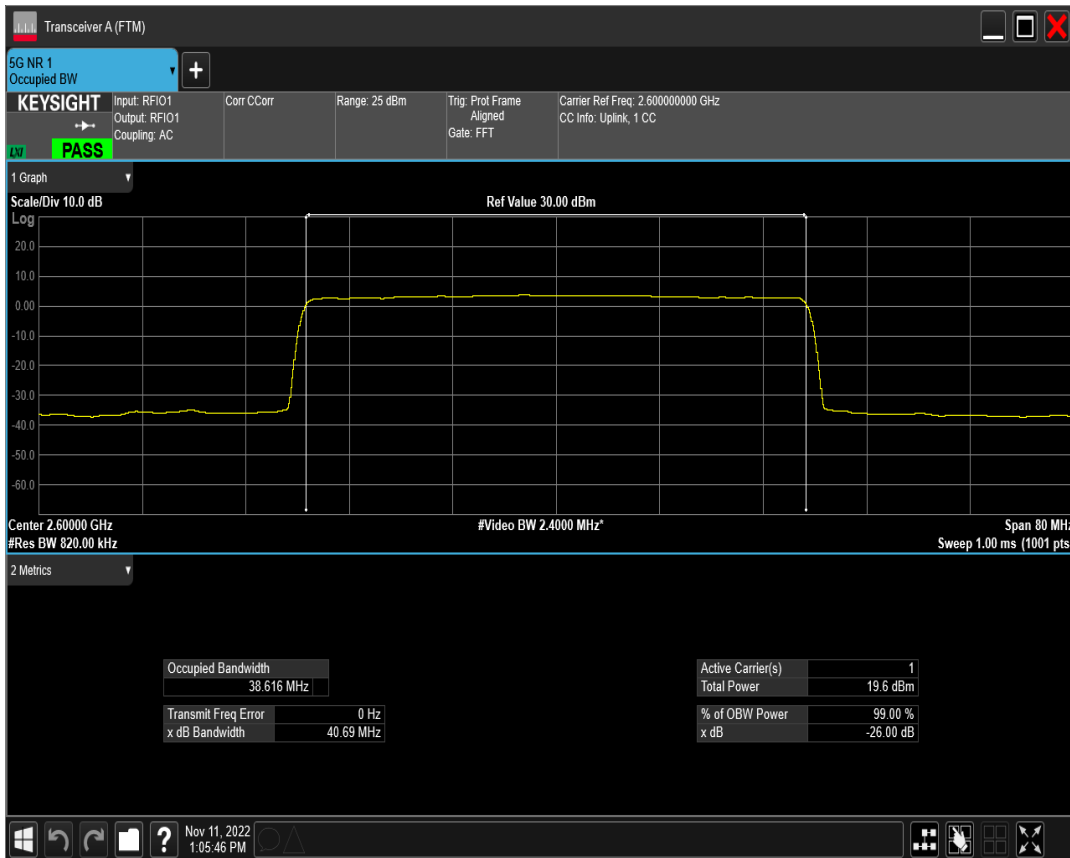 Transceiver A (FTM)
5G NR 1
Occupied BW
+
KEYSIGHT
LXI
PASS
Input: RFIO1
Output: RFIO1
Coupling: AC
Corr CCorr
Range: 25 dBm
Trig: Prot Frame
Aligned
Gate: FFT
Carrier Ref Freq: 2.600000000 GHz
CC Info: Uplink, 1 CC
1 Graph
Scale/Div 10.0 dB
Ref Value 30.00 dBm
Log
20.0
10.0
0.00
-10.0
-20.0
-30.0
-40.0
-50.0
-60.0
Center 2.60000 GHz
#Video BW 2.4000 MHz*
Span 80 MHz
#Res BW 820.00 kHz
Sweep 1.00 ms (1001 pts
2 Metrics
Occupied Bandwidth
38.616 MHz
Transmit Freq Error 0 Hz
x dB Bandwidth 40.69 MHz
Active Carrier(s) 1
Total Power 19.6 dBm
% of OBW Power 99.00 %
x dB -26.00 dB
?
Nov 11, 2022
1:05:46 PM